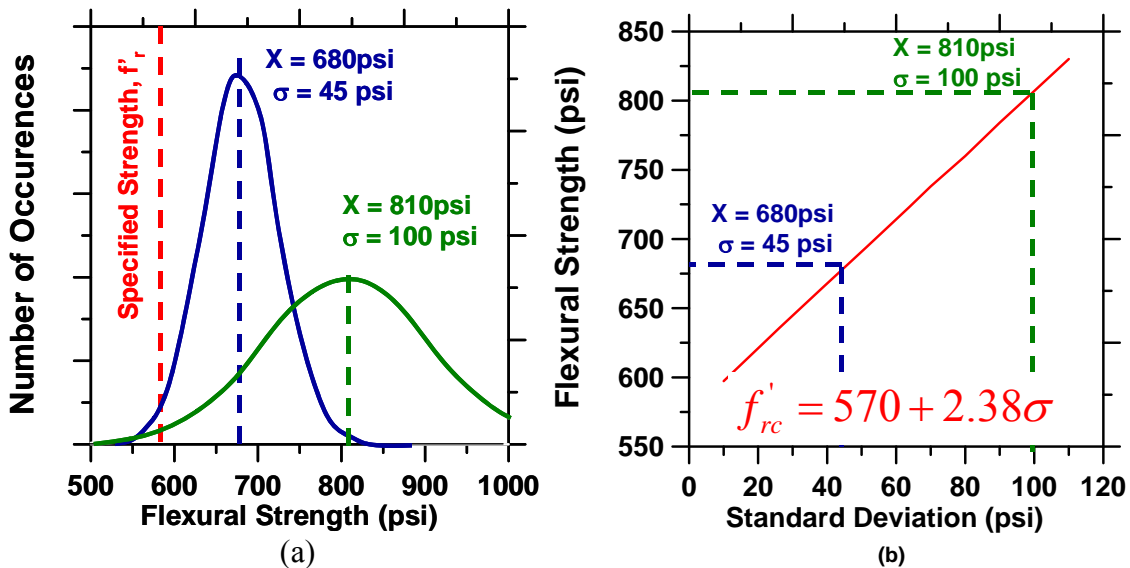 Number of Occurences
Specified Strength, f'r
X = 680psi
σ = 45 psi
X = 810psi
σ = 100 psi
500 600 700 800 900 1000
Flexural Strength (psi)
(a)
Flexural Strength (psi)
850
800
750
700
650
600
550
X = 810psi
σ = 100 psi
X = 680psi
σ = 45 psi
f'rc = 570 + 2.38σ
0 20 40 60 80 100 120
Standard Deviation (psi)
(b)